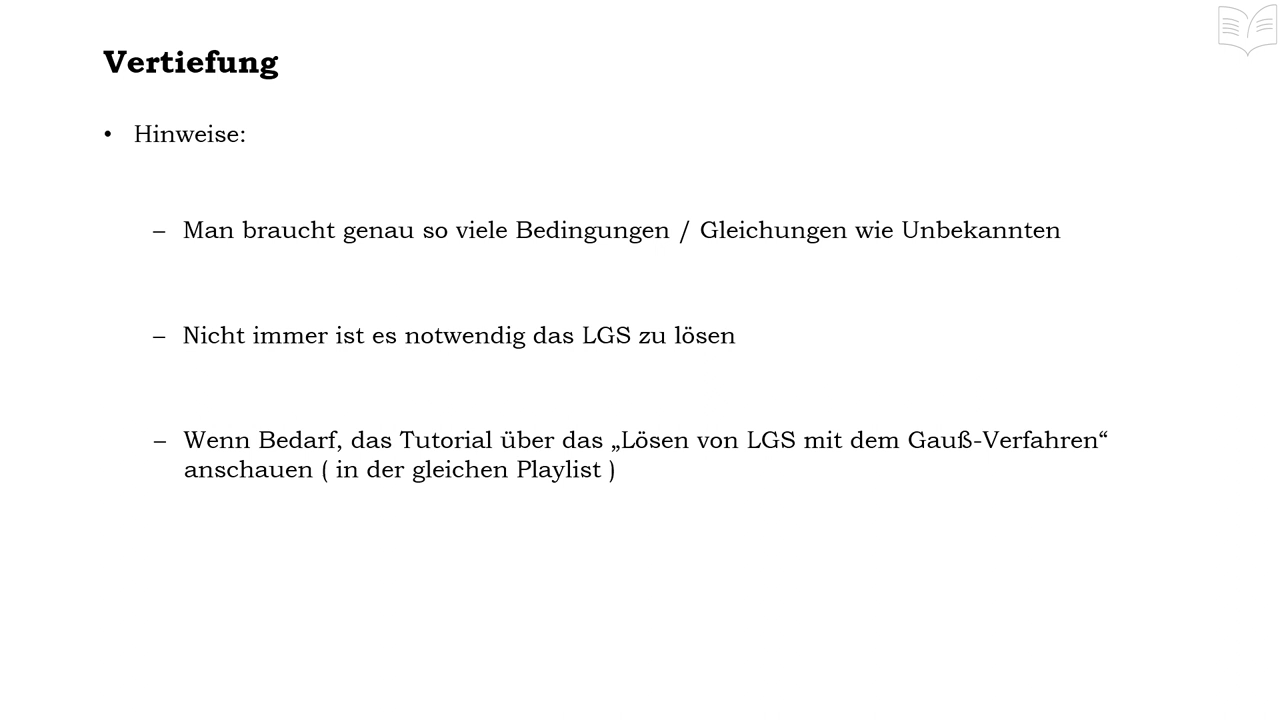 Vertiefung
• Hinweise:
– Man braucht genau so viele Bedingungen / Gleichungen wie Unbekannten
– Nicht immer ist es notwendig das LGS zu lösen
– Wenn Bedarf, das Tutorial über das „Lösen von LGS mit dem Gauß-Verfahren“
anschauen ( in der gleichen Playlist )